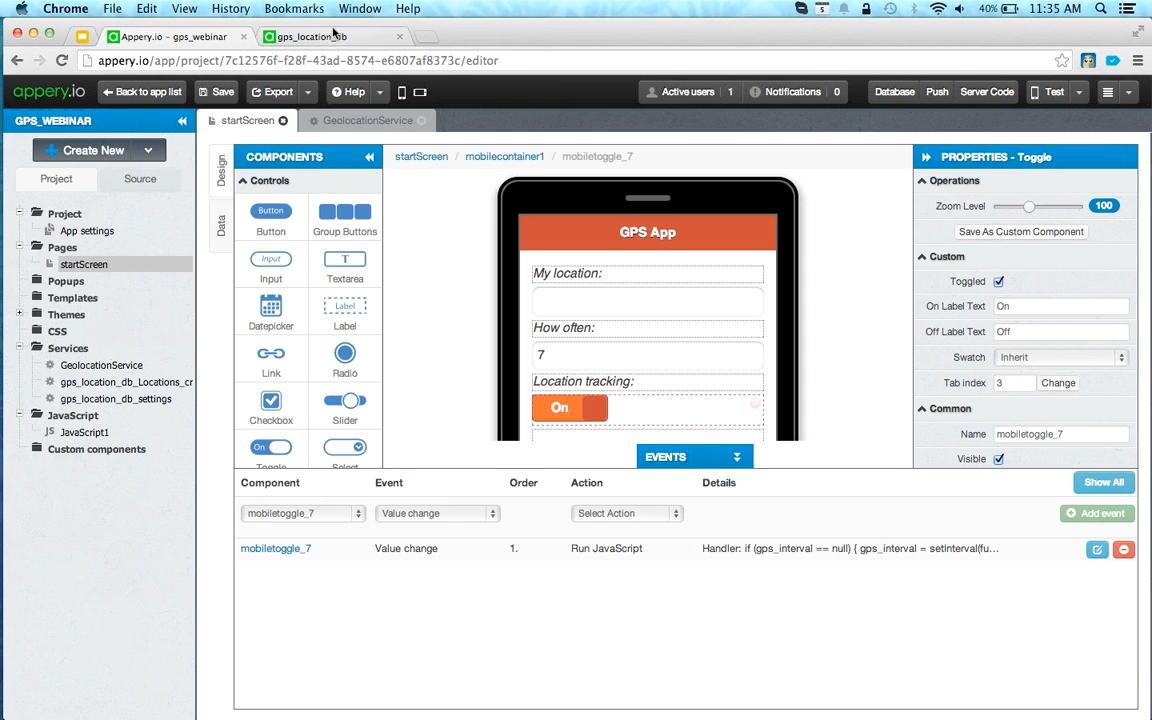 Chrome File Edit View History Bookmarks Window Help 5 40% 11:35 AM
Appery.io – gps_webinar × gps_location_db ×
appery.io/app/project/7c12576f-f28f-43ad-8574-e6807af8373c/editor
appery.io Back to app list Save Export Help Active users 1 Notifications 0 Database Push Server Code Test
GPS_WEBINAR startScreen GeolocationService
Create New
Project Source
Project
App settings
Pages
startScreen
Popups
Templates
Themes
CSS
Services
GeolocationService
gps_location_db_Locations_cr
gps_location_db_settings
JavaScript
JavaScript1
Custom components
Design
Data
COMPONENTS
Controls
Button
Button Group Buttons
Input T
Input Textarea
Label
Datepicker Label
Link Radio
Checkbox Slider
On
Toggle Select
startScreen / mobilecontainer1 / mobiletoggle_7
GPS App
My location:
How often:
7
Location tracking:
On
PROPERTIES - Toggle
Operations
Zoom Level 100
Save As Custom Component
Custom
Toggled
On Label Text On
Off Label Text Off
Swatch Inherit
Tab index 3 Change
Common
Name mobiletoggle_7
Visible
EVENTS
Component Event Order Action Details Show All
mobiletoggle_7 Value change Select Action Add event
mobiletoggle_7 Value change 1. Run JavaScript Handler: if (gps_interval == null) { gps_interval = setInterval(fu...